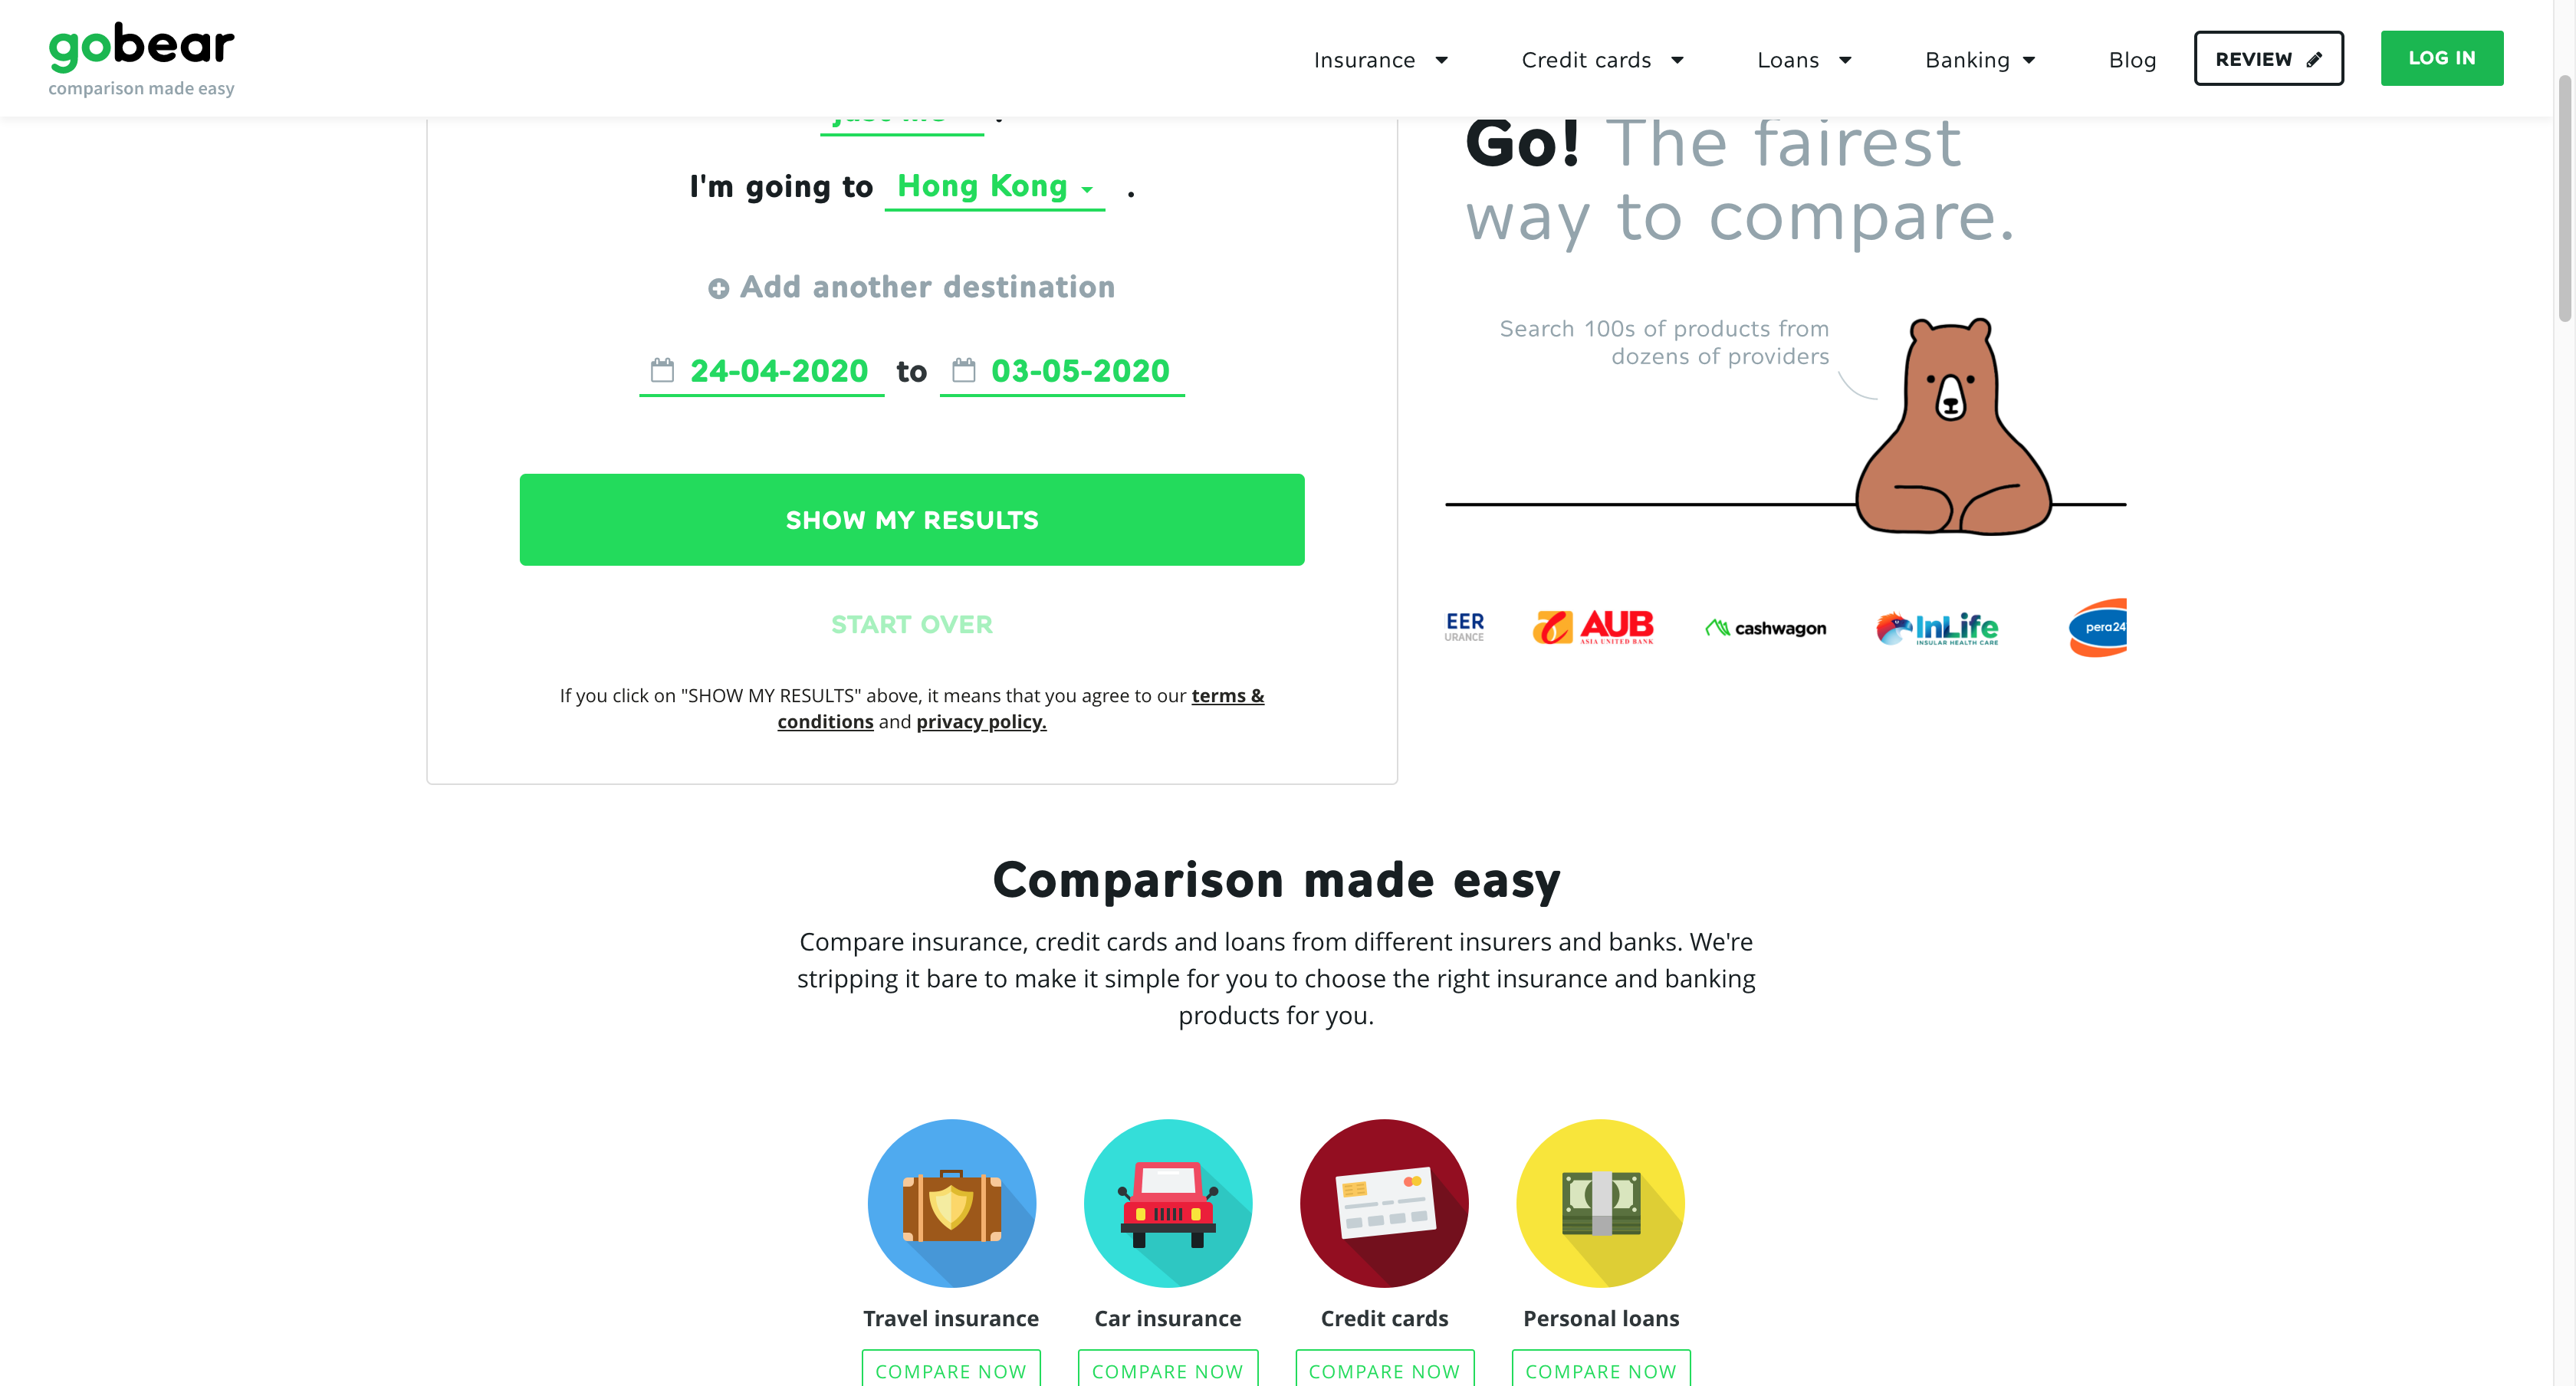 gobear
comparison made easy
Insurance
Credit cards
Loans
Banking
Blog
REVIEW
LOG IN
just me .
I'm going to Hong Kong .
Add another destination
24-04-2020 to 03-05-2020
SHOW MY RESULTS
START OVER
If you click on "SHOW MY RESULTS" above, it means that you agree to our terms &
conditions and privacy policy.
Go! The fairest
way to compare.
Search 100s of products from
dozens of providers
EER
URANCE
AUB
ASIA UNITED BANK
cashwagon
InLife
INSULAR HEALTH CARE
pera24
Comparison made easy
Compare insurance, credit cards and loans from different insurers and banks. We're
stripping it bare to make it simple for you to choose the right insurance and banking
products for you.
Travel insurance
Car insurance
Credit cards
Personal loans
COMPARE NOW
COMPARE NOW
COMPARE NOW
COMPARE NOW